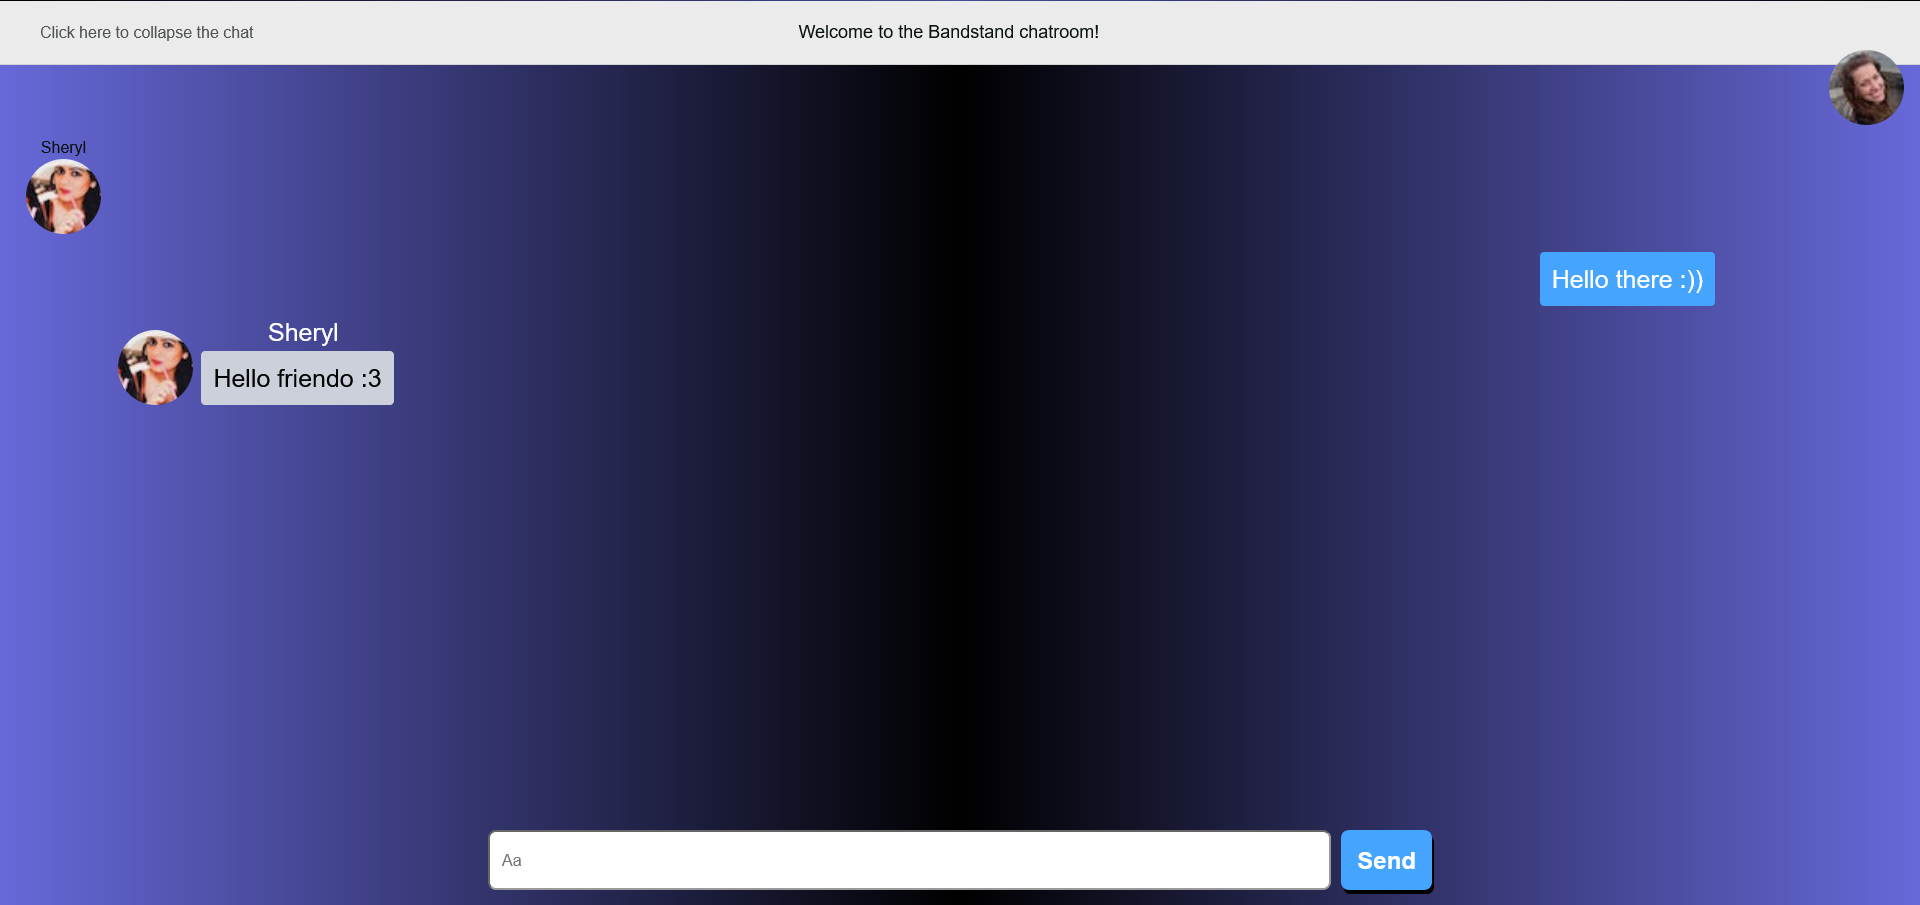 Click here to collapse the chat
Welcome to the Bandstand chatroom!
Sheryl
Hello there :))
Sheryl
Hello friendo :3
Aa
Send